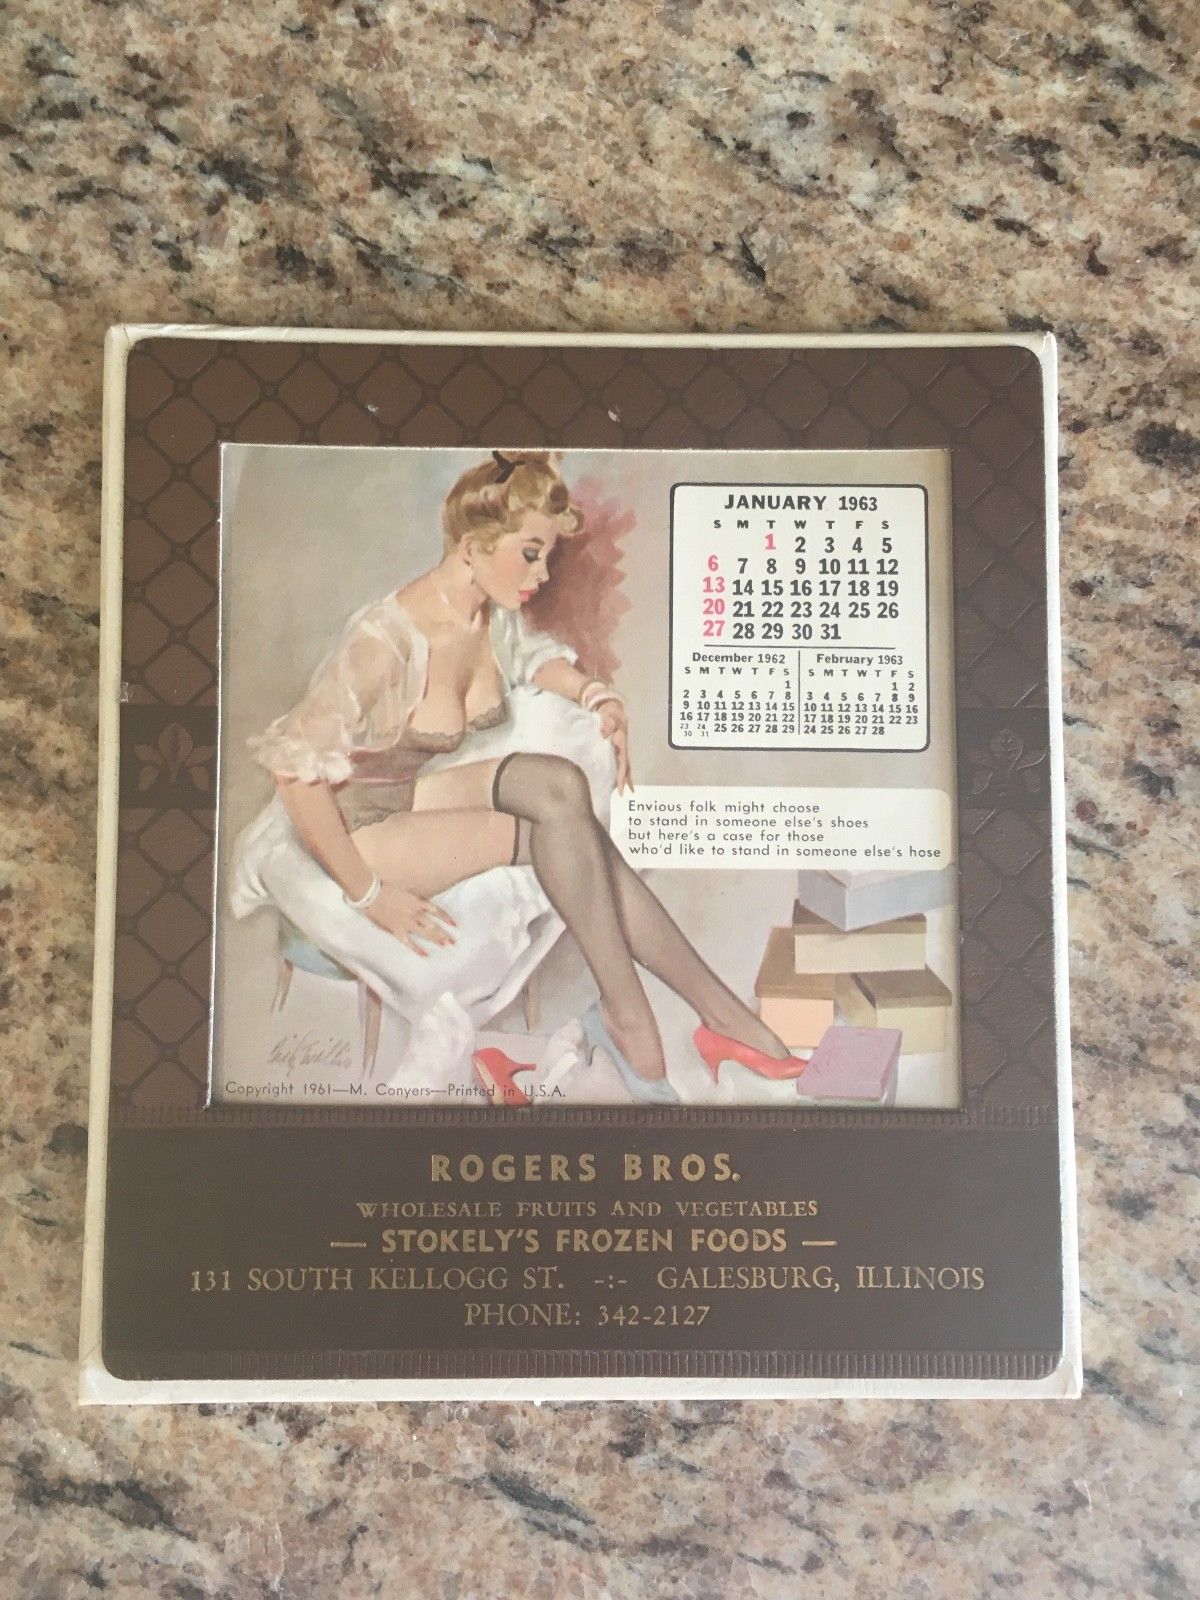 JANUARY 1963
S M T W T F S
1 2 3 4 5
6 7 8 9 10 11 12
13 14 15 16 17 18 19
20 21 22 23 24 25 26
27 28 29 30 31
December 1962
S M T W T F S
1
2 3 4 5 6 7 8
9 10 11 12 13 14 15
16 17 18 19 20 21 22
23 24 25 26 27 28 29
30 31
February 1963
S M T W T F S
1 2
3 4 5 6 7 8 9
10 11 12 13 14 15 16
17 18 19 20 21 22 23
24 25 26 27 28
Envious folk might choose
to stand in someone else's shoes
but here's a case for those
who'd like to stand in someone else's hose
Copyright 1961—M. Conyers—Printed in U.S.A.
ROGERS BROS.
WHOLESALE FRUITS AND VEGETABLES
— STOKELY'S FROZEN FOODS —
131 SOUTH KELLOGG ST. -:- GALESBURG, ILLINOIS
PHONE: 342-2127